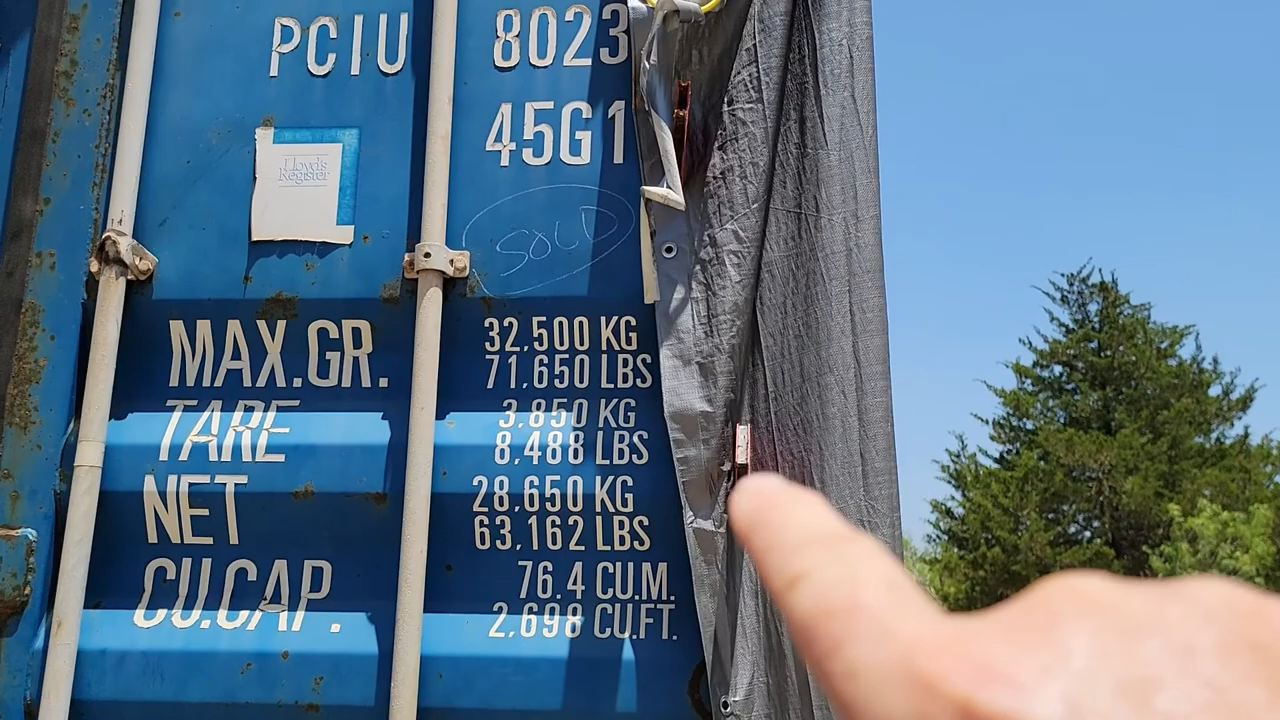 PCIU 8023
45G1
Lloyd's
Register
SOLD
MAX.GR. 32,500 KG
71,650 LBS
TARE 3,850 KG
8,488 LBS
NET 28,650 KG
63,162 LBS
CU.CAP. 76.4 CU.M.
2,698 CU.FT.